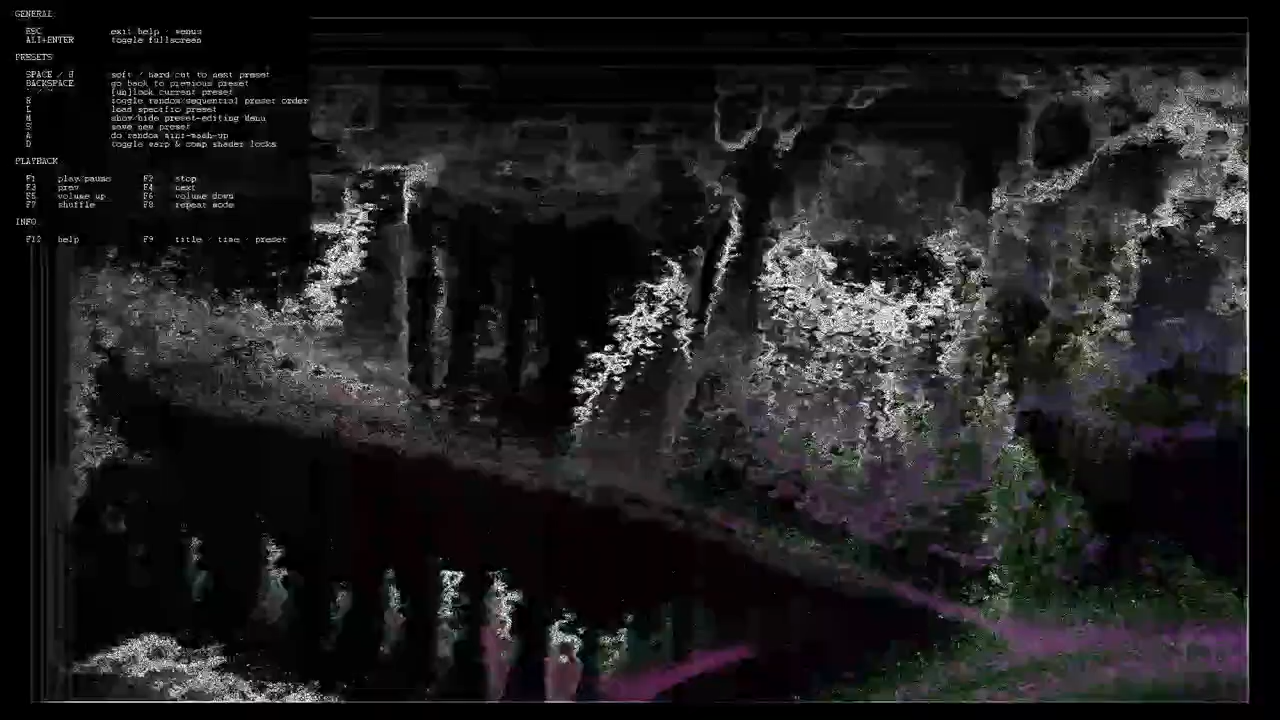 GENERAL
ESC exit help / menus
ALT+ENTER toggle fullscreen
PRESETS
SPACE / H soft / hard cut to next preset
BACKSPACE go back to previous preset
[un]lock current preset
R toggle random/sequential preset order
L load specific preset
M show/hide preset-editing Menu
S save new preset
A do random mini-mash-up
D toggle warp & comp shader locks
PLAYBACK
F1 play/pause F2 stop
F3 prev F4 next
F5 volume up F6 volume down
F7 shuffle F8 repeat mode
INFO
F10 help F9 title / time / preset